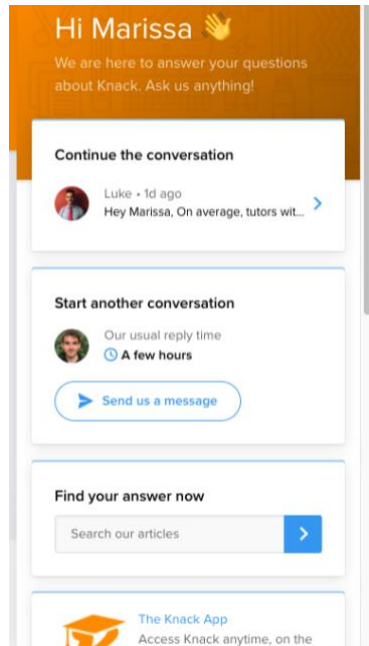 Hi Marissa 👋
We are here to answer your questions
about Knack. Ask us anything!
Continue the conversation
Luke • 1d ago
Hey Marissa, On average, tutors wit...
Start another conversation
Our usual reply time
A few hours
Send us a message
Find your answer now
Search our articles
The Knack App
Access Knack anytime, on the